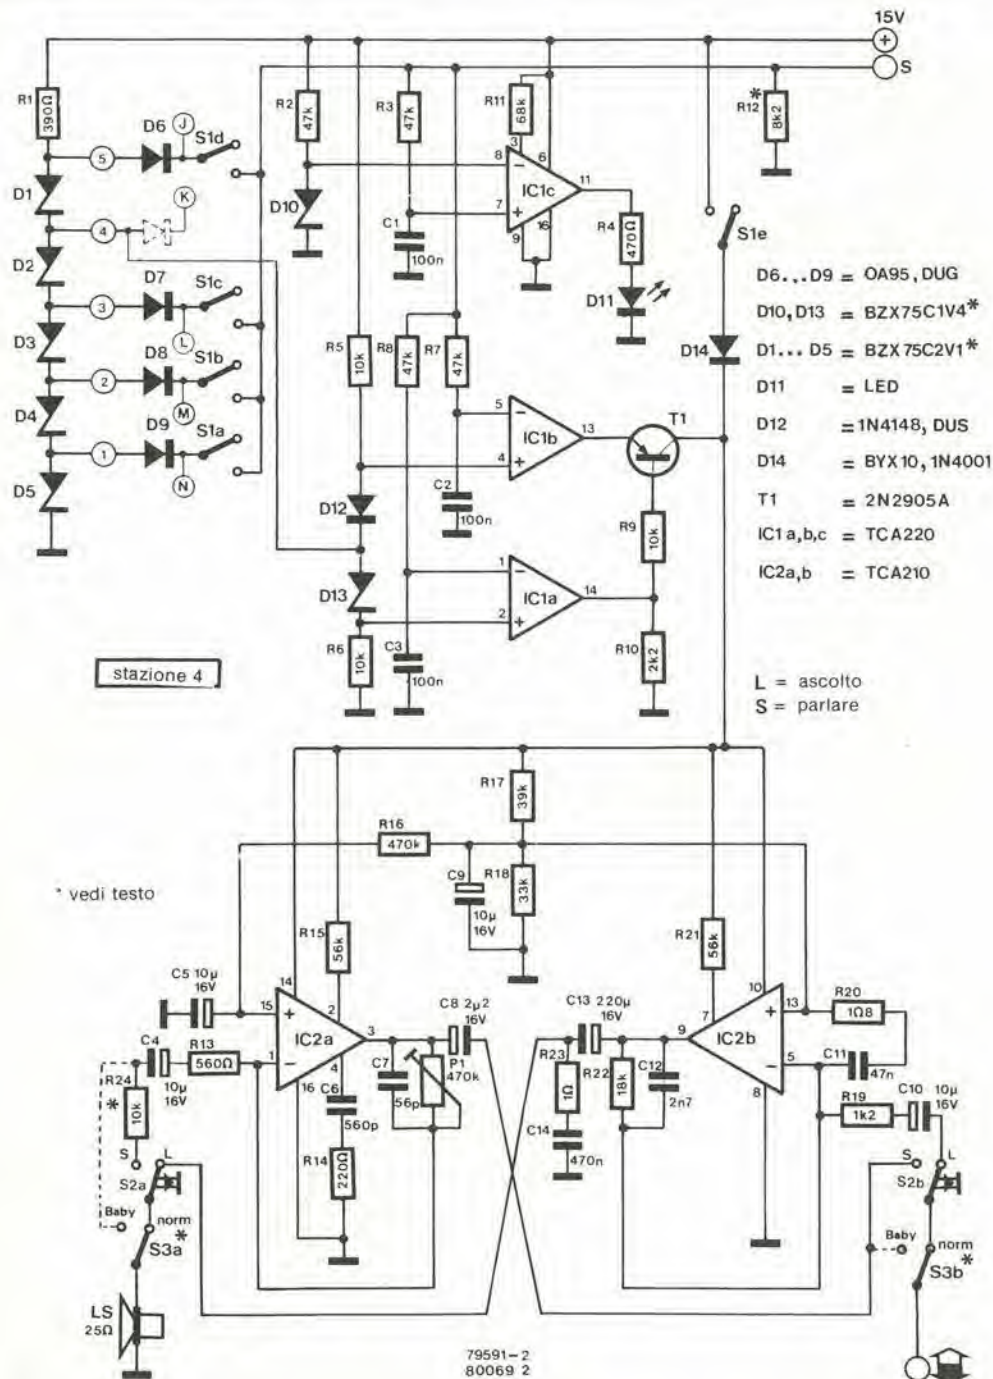 15V
+
S
R1
390Ω
R2
47k
R3
47k
R11
68k
*
R12
8k2
D6
J
S1d
5
D1
K
4
D2
D7
S1c
3
L
D3
D8
S1b
2
M
D4
D9
S1a
1
N
D5
D10
8
−
3
6
IC1c
11
7
+
9
16
C1
100n
R4
470Ω
D11
S1e
D14
R5
10k
R8
47k
R7
47k
5
−
IC1b
13
4
+
T1
C2
100n
D12
R9
10k
D13
1
−
IC1a
14
2
+
R6
10k
C3
100n
R10
2k2
D6...D9 = OA95, DUG
D10,D13 = BZX75C1V4*
D1... D5 = BZX75C2V1*
D11 = LED
D12 = 1N4148, DUS
D14 = BYX10, 1N4001
T1 = 2N2905A
IC1 a,b,c = TCA220
IC2a,b = TCA210
stazione 4
L = ascolto
S = parlare
* vedi testo
R17
39k
R16
470k
C9
10µ
16V
R18
33k
R15
56k
R21
56k
C5 10µ
16V
14
15
+
2
IC2a
3
1
−
4
16
C4
10µ
16V
R13
560Ω
R24
*
10k
C6
560p
R14
220Ω
C7
56p
P1
470k
C8 2µ2
16V
C13 220µ
16V
R23
1Ω
R22
18k
C12
2n7
C14
470n
10
7
+
13
9
IC2b
−
5
8
R20
1Ω8
C11
47n
R19
1k2
C10 10µ
16V
S
L
S2a
Baby
norm
*
S3a
LS
25Ω
S
L
S2b
Baby
norm
*
S3b
79591-2
80069 2